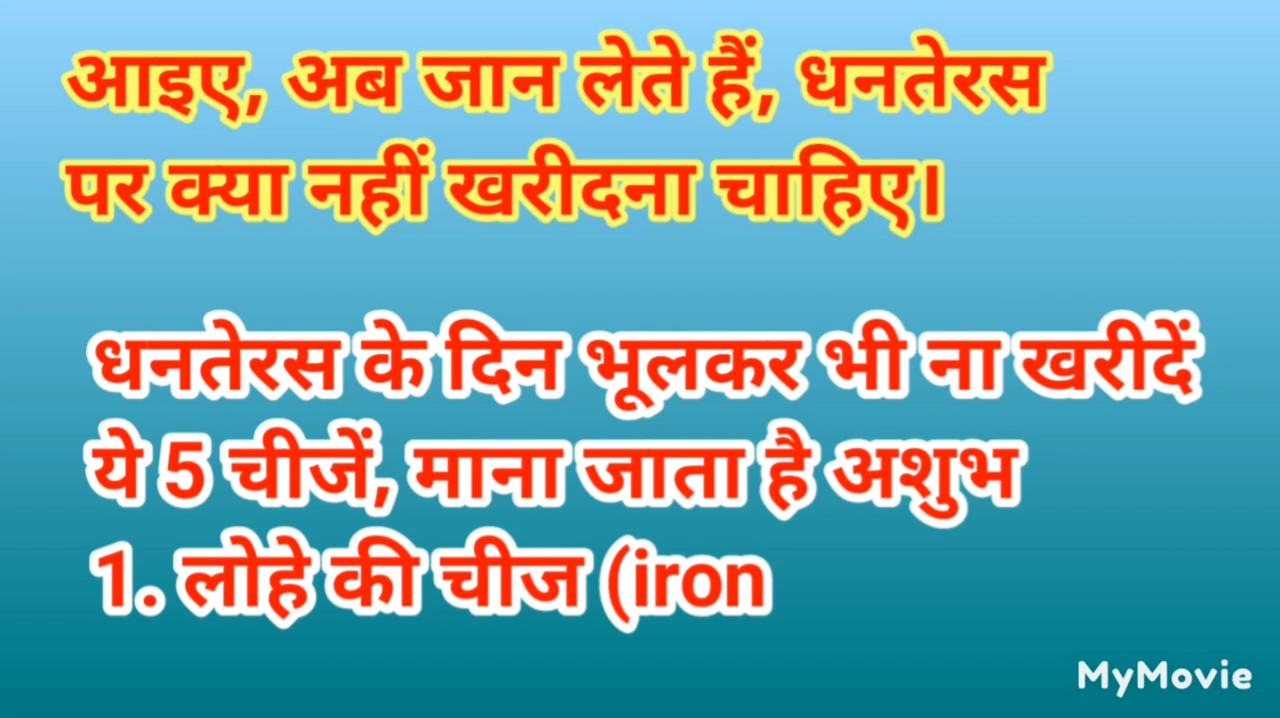 आइए, अब जान लेते हैं, धनतेरस
पर क्या नहीं खरीदना चाहिए।
धनतेरस के दिन भूलकर भी ना खरीदें
ये 5 चीजें, माना जाता है अशुभ
1. लोहे की चीज (iron
MyMovie